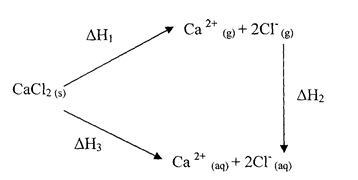 Ca 2+ (g) + 2Cl- (g)
ΔH1
CaCl2 (s)
ΔH2
ΔH3
Ca 2+ (aq) + 2Cl- (aq)